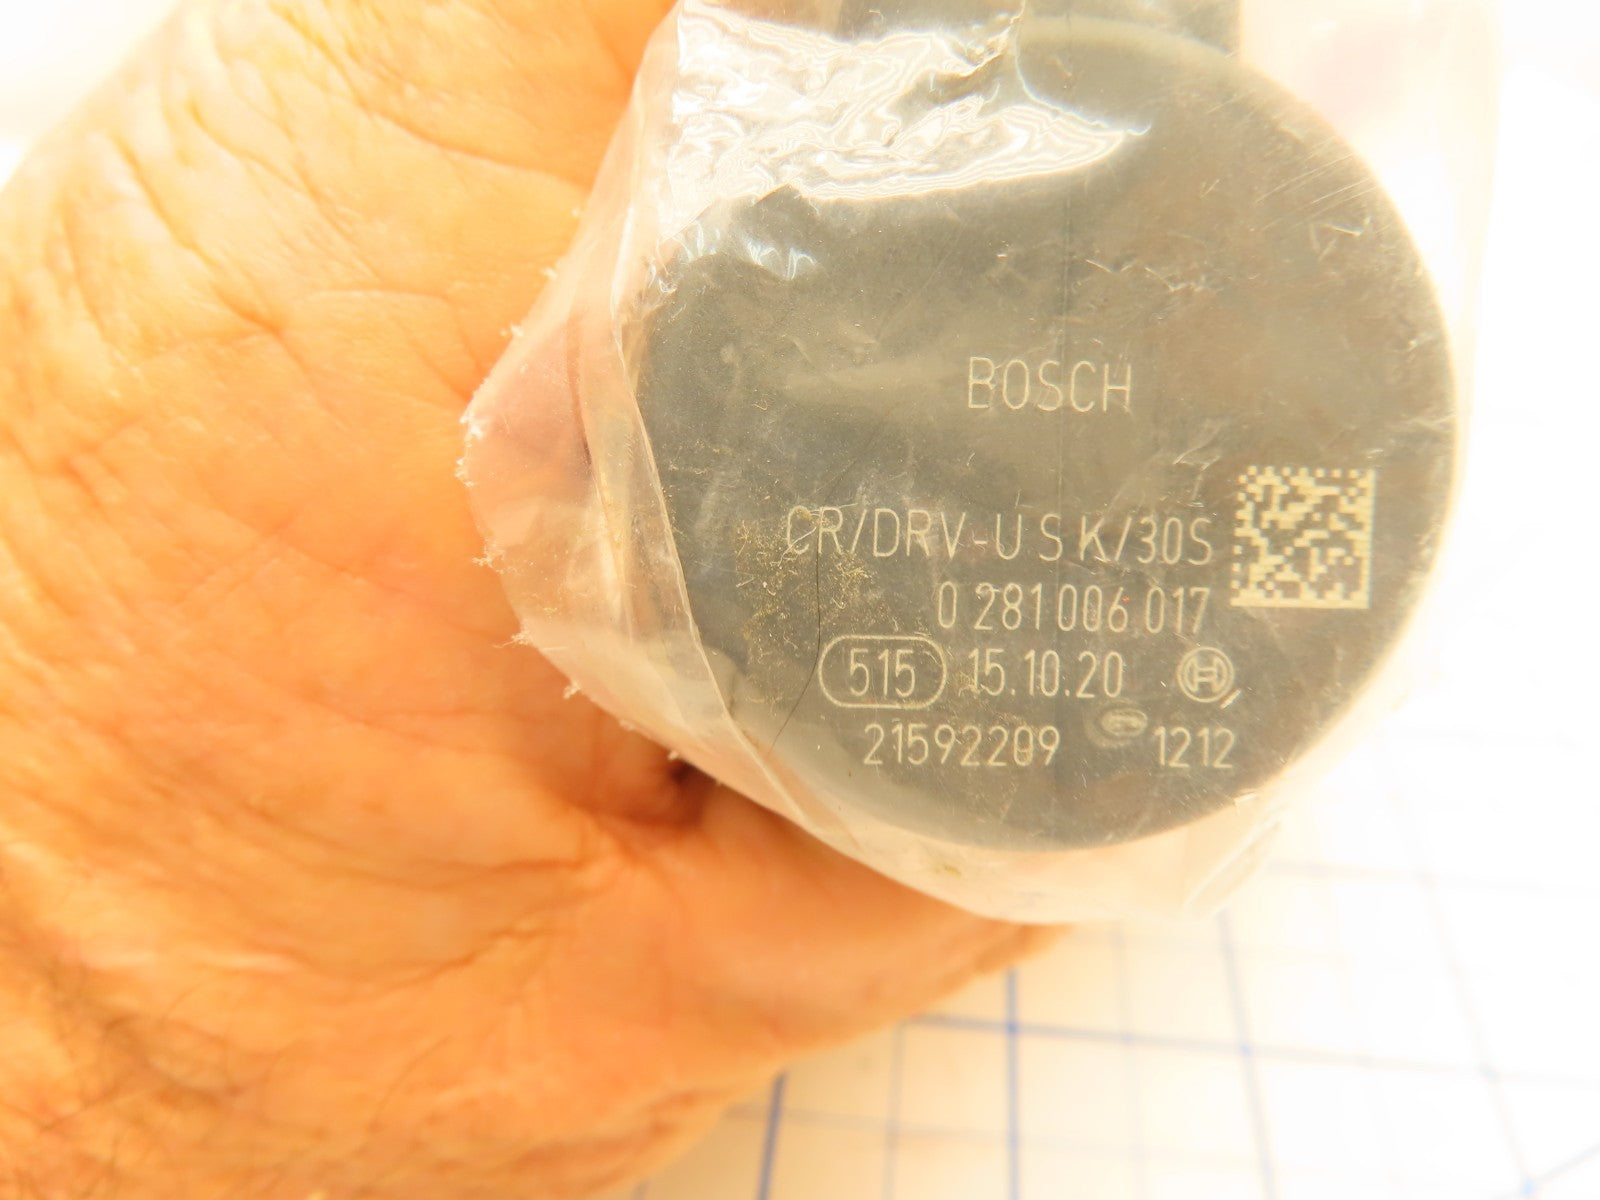 BOSCH
CR/DRV-U S K/30S
0 281 006 017
515 15.10.20
21592209 1212